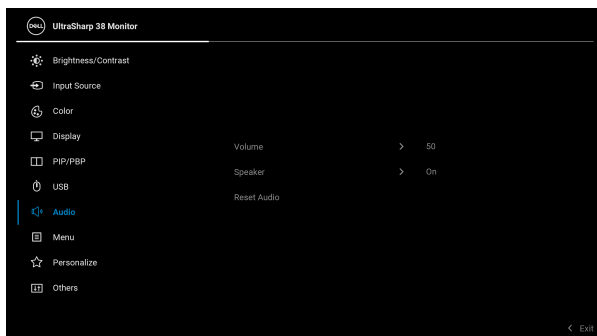 DELL UltraSharp 38 Monitor
Brightness/Contrast
Input Source
Color
Display
PIP/PBP
USB
Audio
Menu
Personalize
Others
Volume > 50
Speaker > On
Reset Audio
< Exit